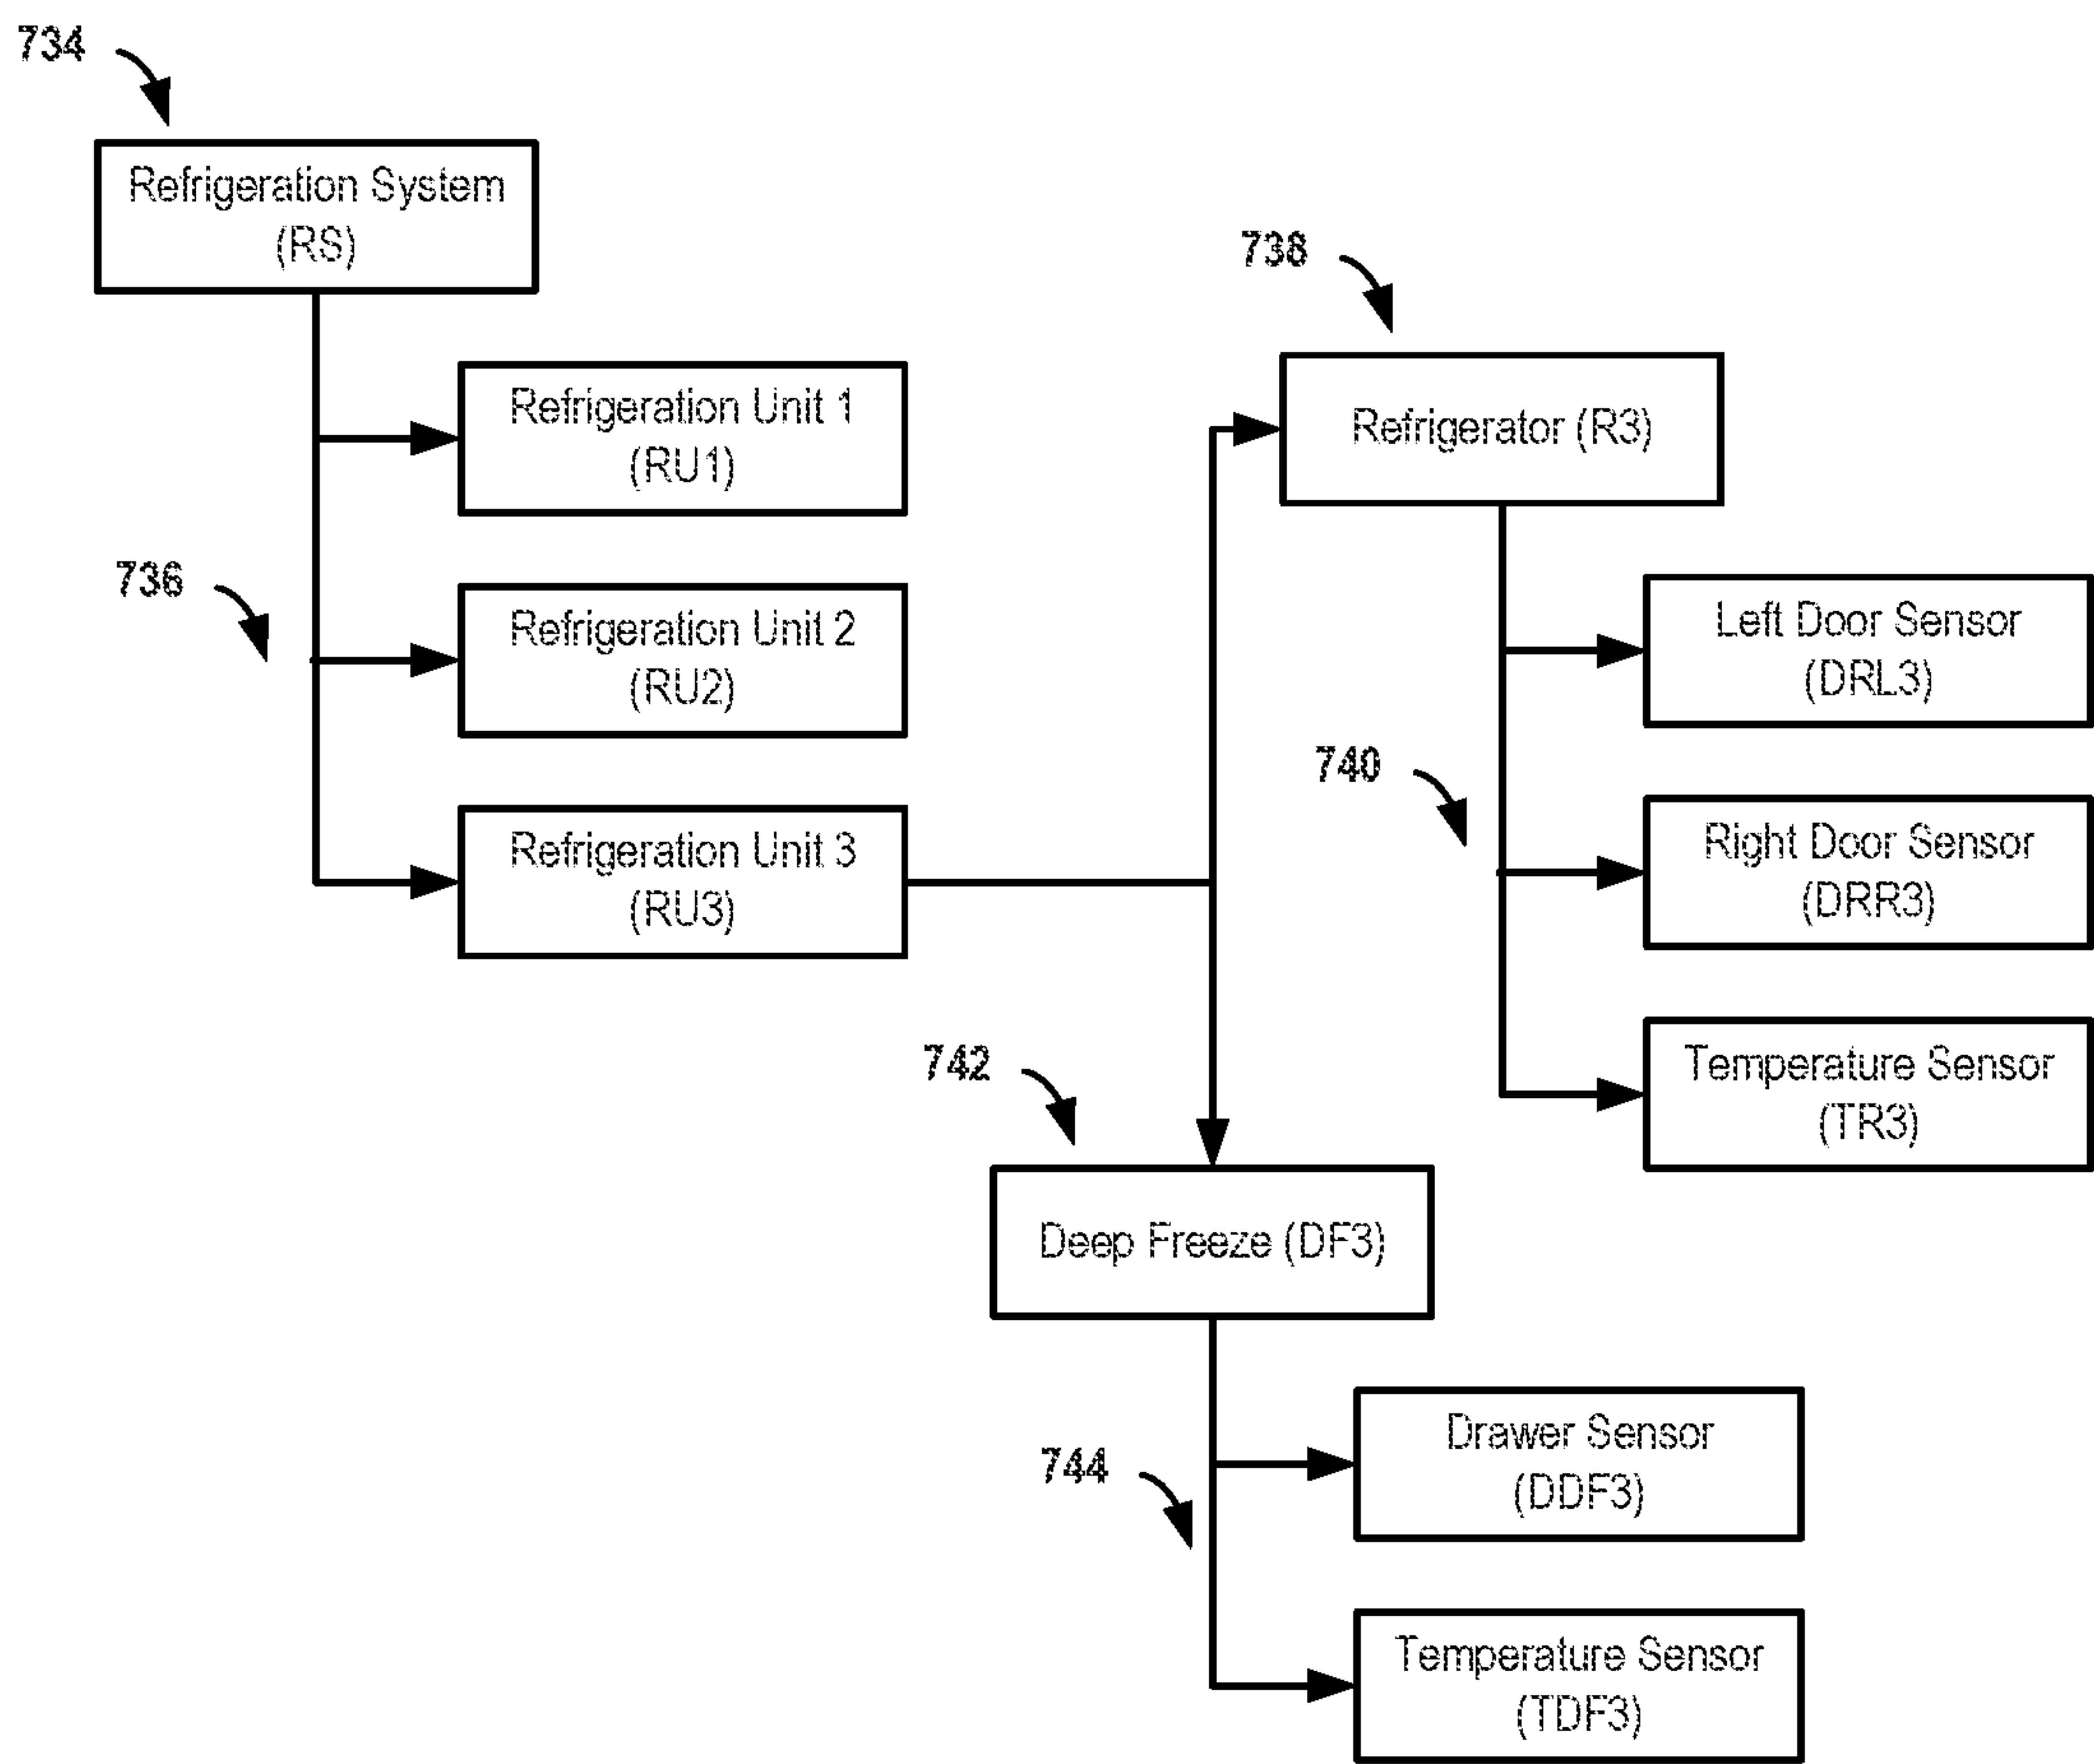 734
Refrigeration System
(RS)
738
Refrigeration Unit 1
(RU1)
Refrigerator (R3)
736
Refrigeration Unit 2
(RU2)
Left Door Sensor
(DRL3)
740
Refrigeration Unit 3
(RU3)
Right Door Sensor
(DRR3)
742
Temperature Sensor
(TR3)
Deep Freeze (DF3)
744
Drawer Sensor
(DDF3)
Temperature Sensor
(TDF3)